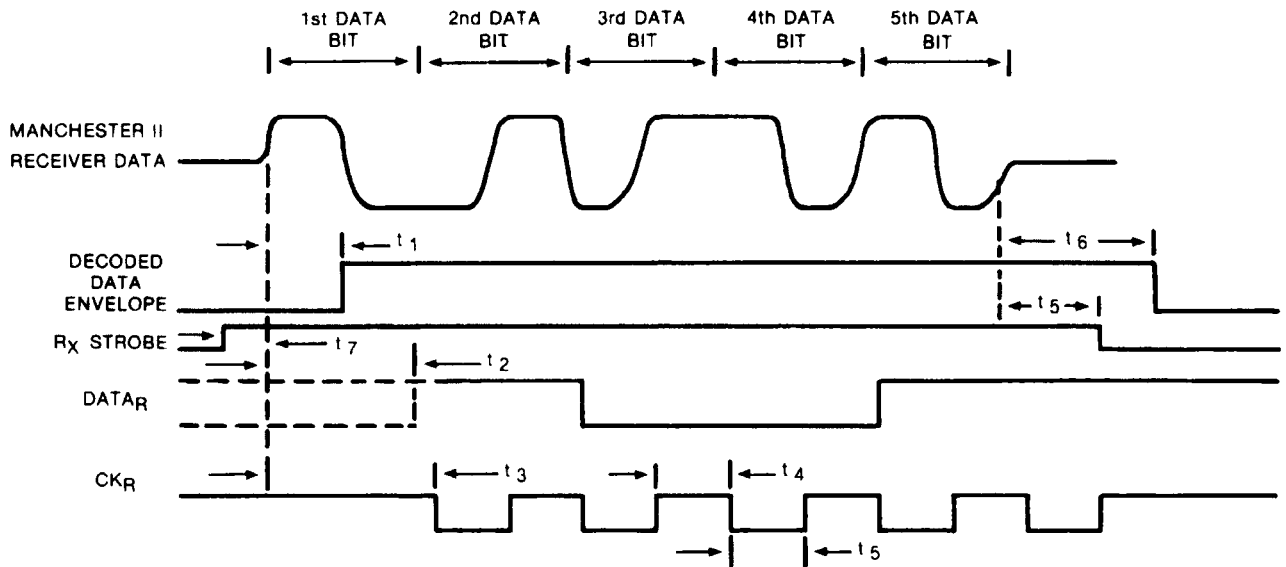 1st DATA BIT
2nd DATA BIT
3rd DATA BIT
4th DATA BIT
5th DATA BIT
MANCHESTER II
RECEIVER DATA
t1
t6
DECODED
DATA
ENVELOPE
t5
RX STROBE
t7
t2
DATAR
t3
t4
CKR
t5